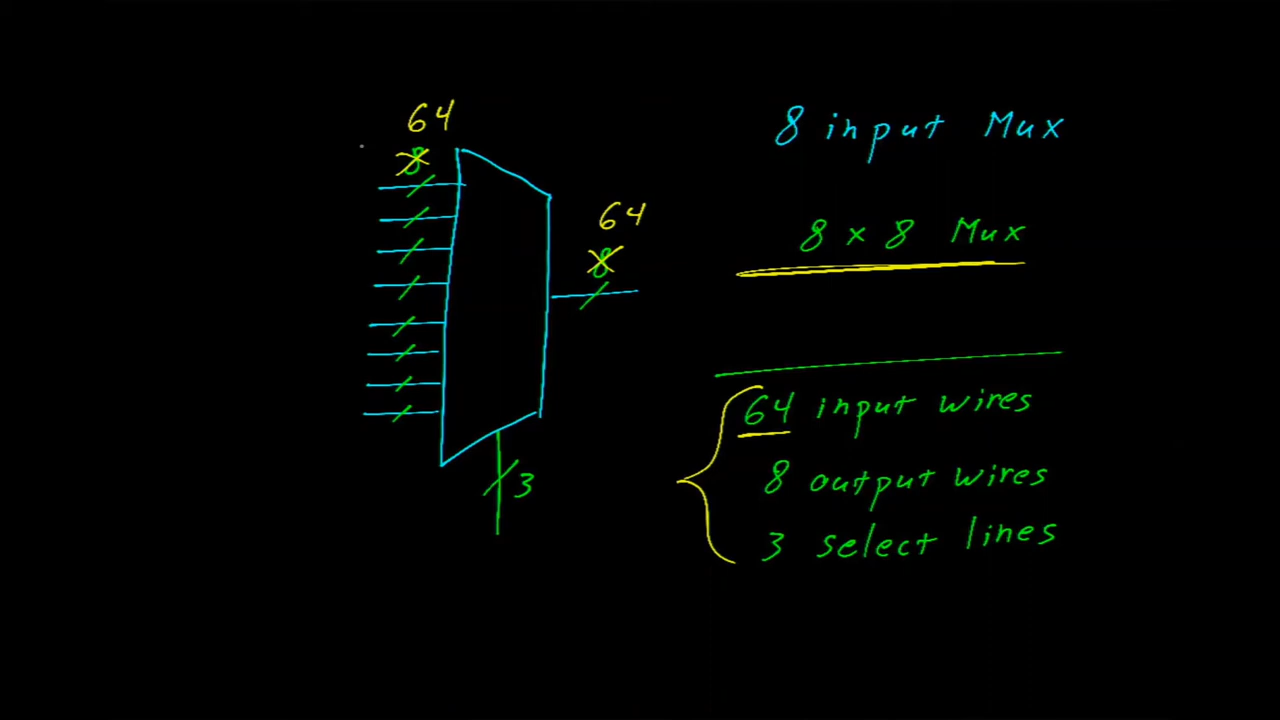 64
8
64
8
3
8 input Mux
8 x 8 Mux
64 input wires
8 output wires
3 select lines